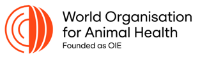 World Organisation
for Animal Health
Founded as OIE